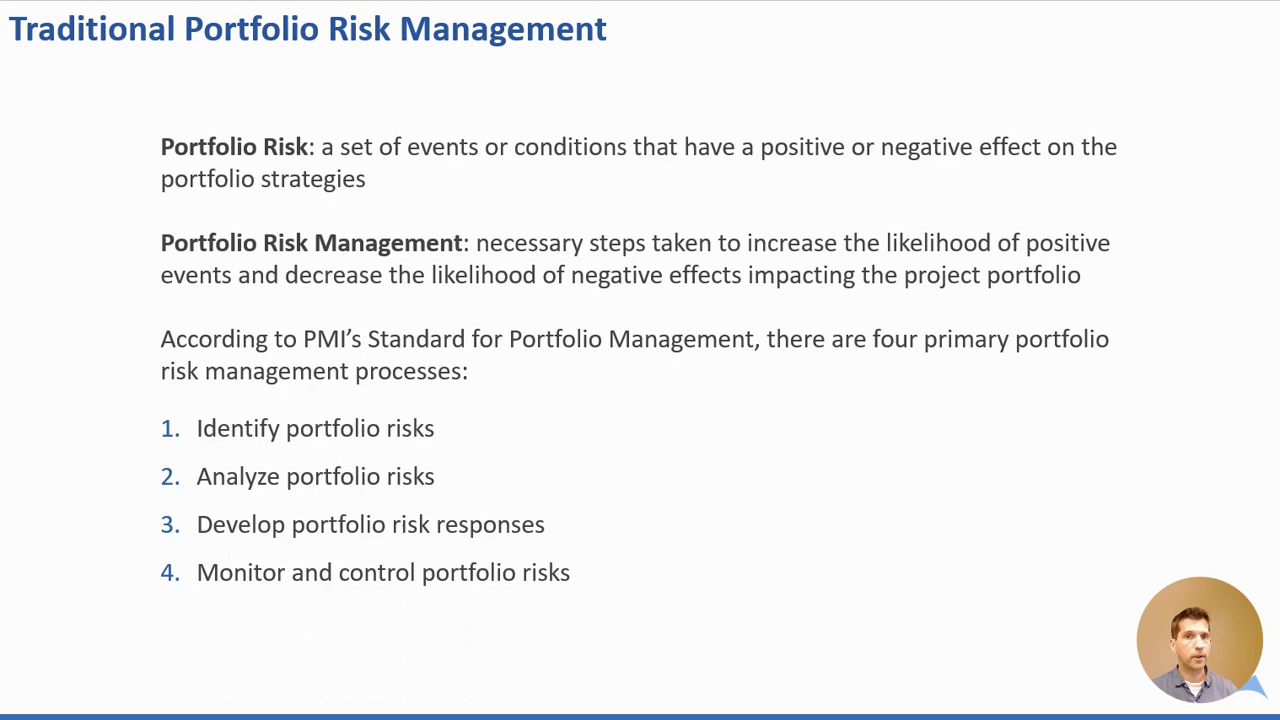 Traditional Portfolio Risk Management
Portfolio Risk: a set of events or conditions that have a positive or negative effect on the
portfolio strategies
Portfolio Risk Management: necessary steps taken to increase the likelihood of positive
events and decrease the likelihood of negative effects impacting the project portfolio
According to PMI’s Standard for Portfolio Management, there are four primary portfolio
risk management processes:
1. Identify portfolio risks
2. Analyze portfolio risks
3. Develop portfolio risk responses
4. Monitor and control portfolio risks